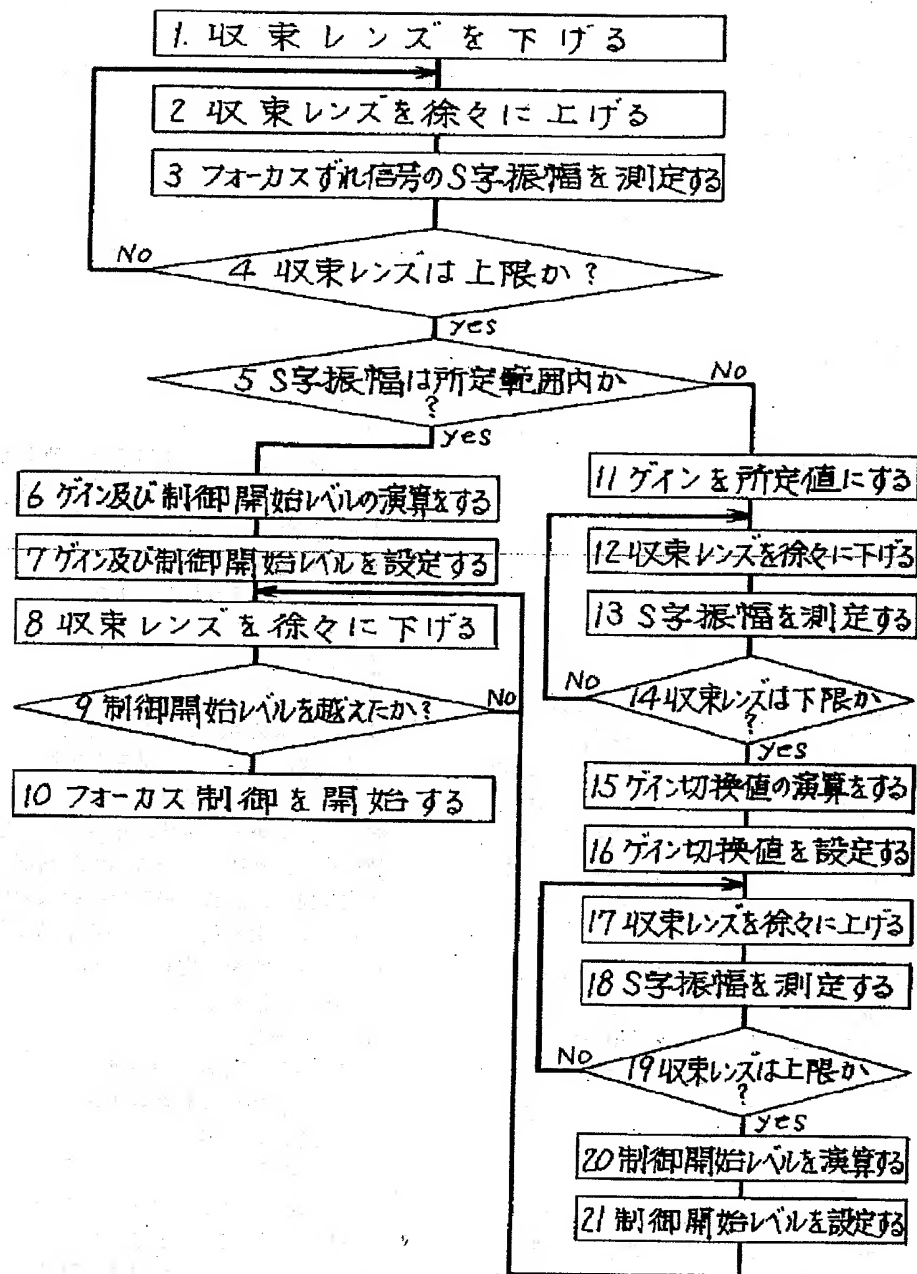 1. 収束レンズを下げる
2 収束レンズを徐々に上げる
3 フォーカスずれ信号のS字振幅を測定する
No
4 収束レンズは上限か?
yes
5 S字振幅は所定範囲内か
?
No
yes
6 ゲイン及び制御開始レベルの演算をする
7 ゲイン及び制御開始レベルを設定する
8 収束レンズを徐々に下げる
9 制御開始レベルを越えたか?
No
10 フォーカス制御を開始する
11 ゲインを所定値にする
12 収束レンズを徐々に下げる
13 S字振幅を測定する
No
14 収束レンズは下限か
?
yes
15 ゲイン切換値の演算をする
16 ゲイン切換値を設定する
17 収束レンズを徐々に上げる
18 S字振幅を測定する
No
19 収束レンズは上限か
?
yes
20 制御開始レベルを演算する
21 制御開始レベルを設定する